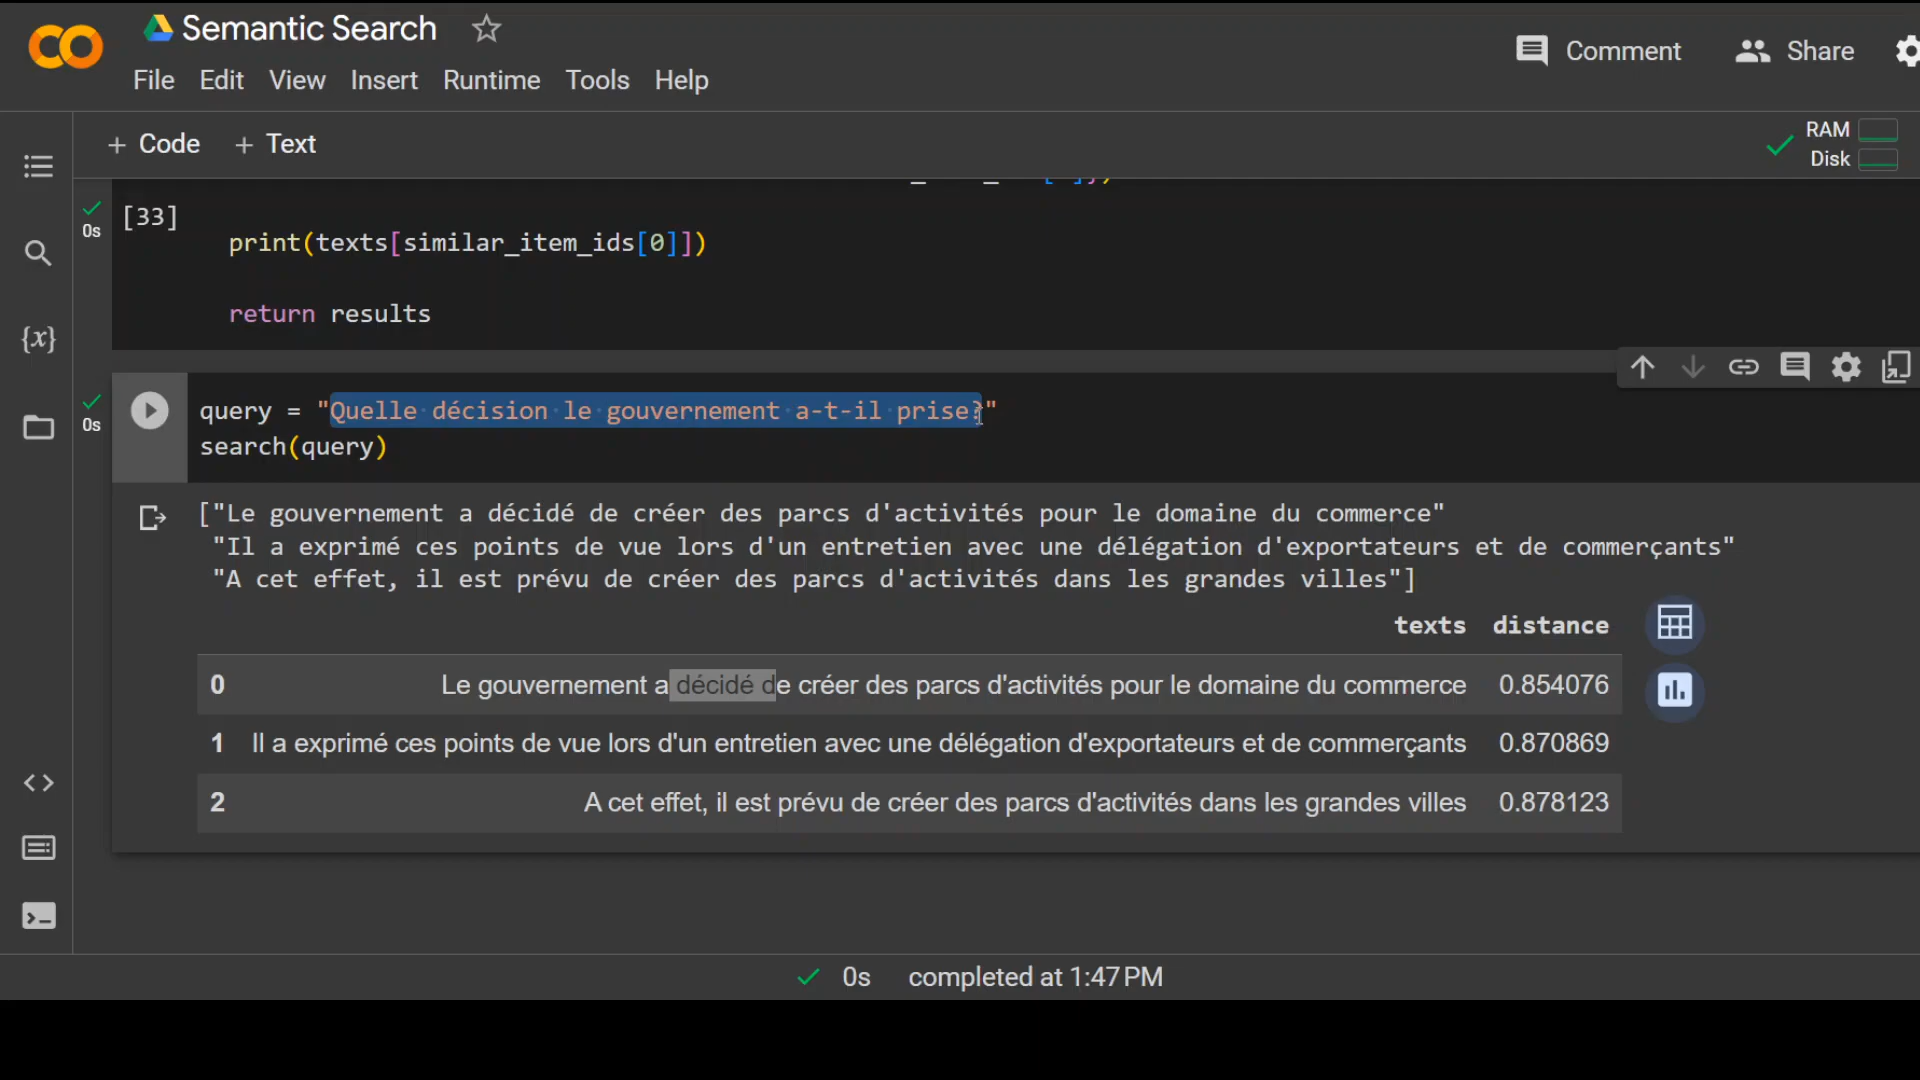 Semantic Search
Comment
Share
File Edit View Insert Runtime Tools Help
+ Code + Text
RAM
Disk
[33]
0s
print(texts[similar_item_ids[0]])
return results
0s
query = "Quelle décision le gouvernement a-t-il prise?"
search(query)
["Le gouvernement a décidé de créer des parcs d'activités pour le domaine du commerce"
"Il a exprimé ces points de vue lors d'un entretien avec une délégation d'exportateurs et de commerçants"
"A cet effet, il est prévu de créer des parcs d'activités dans les grandes villes"]
texts distance
0 Le gouvernement a décidé de créer des parcs d'activités pour le domaine du commerce 0.854076
1 Il a exprimé ces points de vue lors d'un entretien avec une délégation d'exportateurs et de commerçants 0.870869
2 A cet effet, il est prévu de créer des parcs d'activités dans les grandes villes 0.878123
0s completed at 1:47 PM